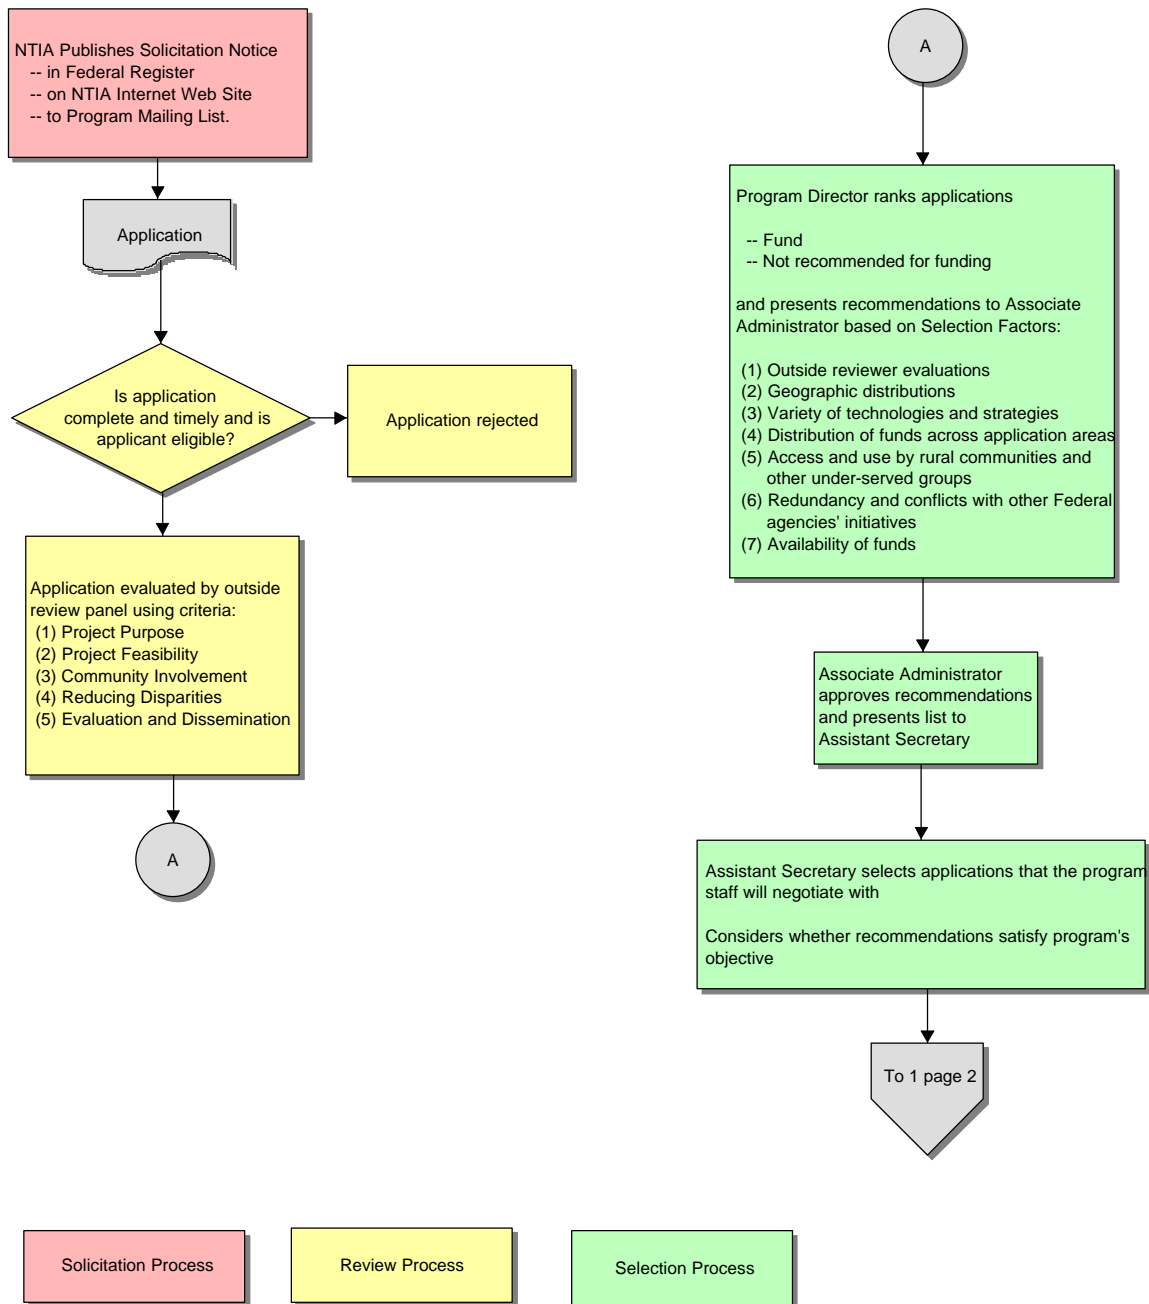 NTIA Publishes Solicitation Notice
-- in Federal Register
-- on NTIA Internet Web Site
-- to Program Mailing List.
Application
Is application
complete and timely and is
applicant eligible?
Application rejected
Application evaluated by outside
review panel using criteria:
(1) Project Purpose
(2) Project Feasibility
(3) Community Involvement
(4) Reducing Disparities
(5) Evaluation and Dissemination
A
A
Program Director ranks applications
-- Fund
-- Not recommended for funding
and presents recommendations to Associate
Administrator based on Selection Factors:
(1) Outside reviewer evaluations
(2) Geographic distributions
(3) Variety of technologies and strategies
(4) Distribution of funds across application areas
(5) Access and use by rural communities and
other under-served groups
(6) Redundancy and conflicts with other Federal
agencies' initiatives
(7) Availability of funds
Associate Administrator
approves recommendations
and presents list to
Assistant Secretary
Assistant Secretary selects applications that the program
staff will negotiate with
Considers whether recommendations satisfy program's
objective
To 1 page 2
Solicitation Process
Review Process
Selection Process